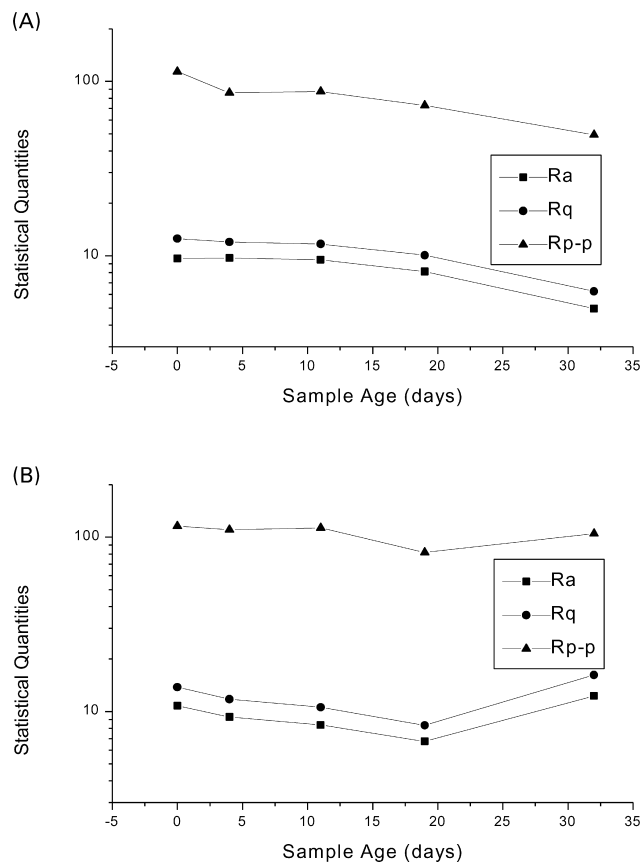 (A)
100
10
Statistical Quantities
Ra
Rq
Rp-p
-5 0 5 10 15 20 25 30 35
Sample Age (days)
(B)
100
10
Statistical Quantities
Ra
Rq
Rp-p
-5 0 5 10 15 20 25 30 35
Sample Age (days)